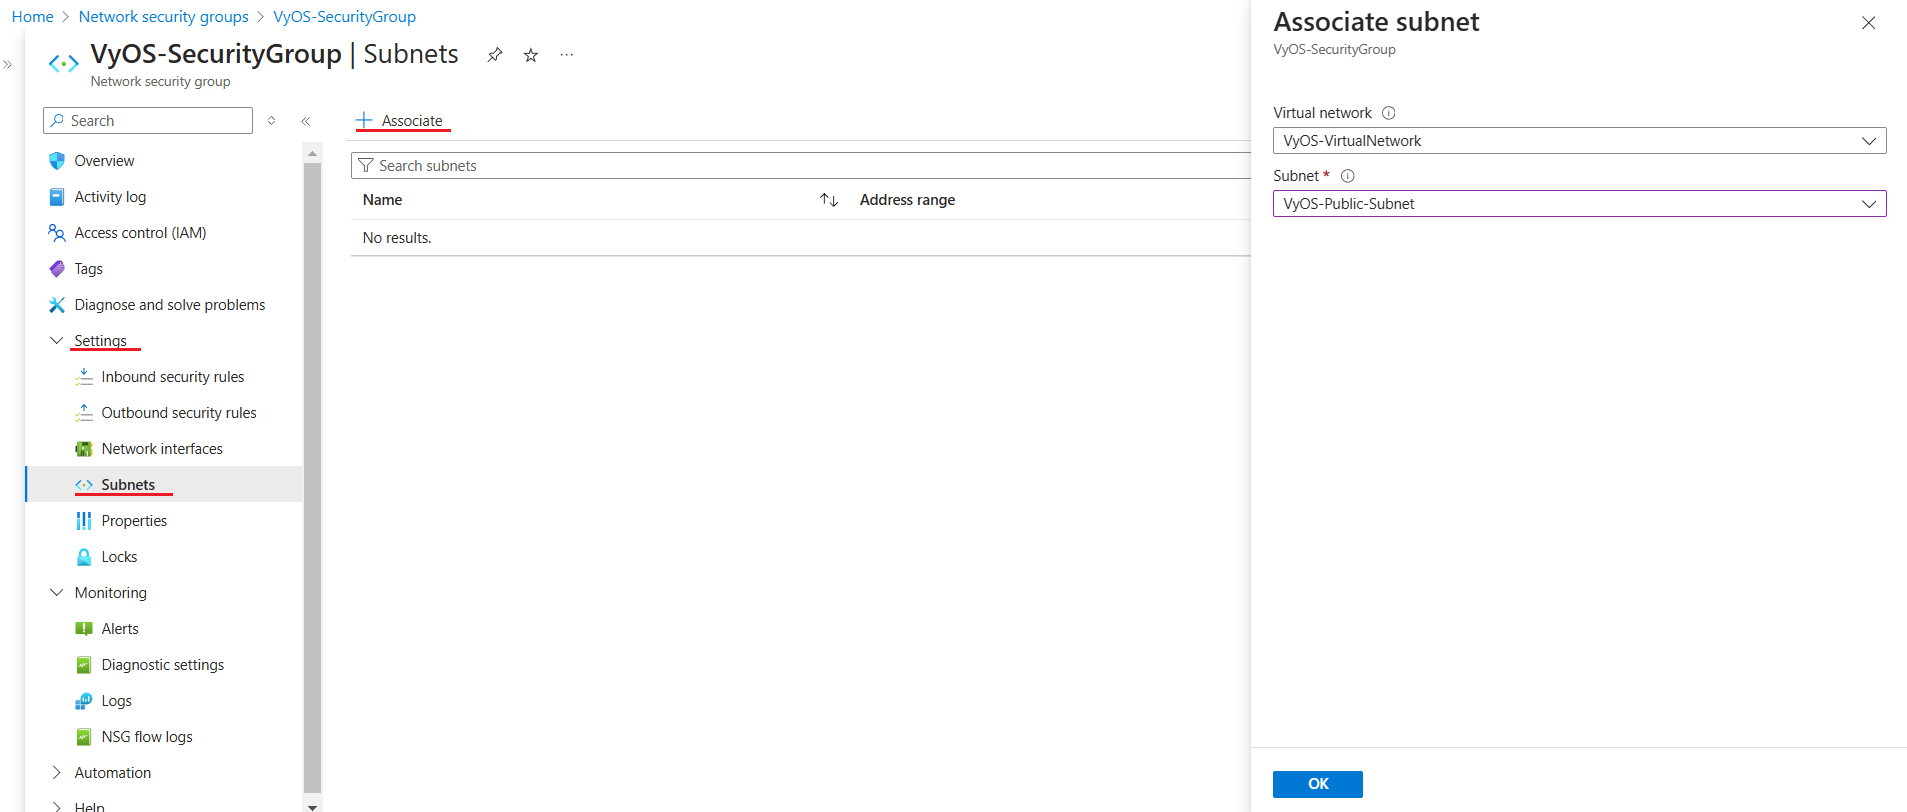 Home > Network security groups > VyOS-SecurityGroup
VyOS-SecurityGroup | Subnets
Network security group
Search
Overview
Activity log
Access control (IAM)
Tags
Diagnose and solve problems
Settings
Inbound security rules
Outbound security rules
Network interfaces
Subnets
Properties
Locks
Monitoring
Alerts
Diagnostic settings
Logs
NSG flow logs
Automation
Help
Associate
Search subnets
Name Address range
No results.
Associate subnet
VyOS-SecurityGroup
Virtual network
VyOS-VirtualNetwork
Subnet *
VyOS-Public-Subnet
OK